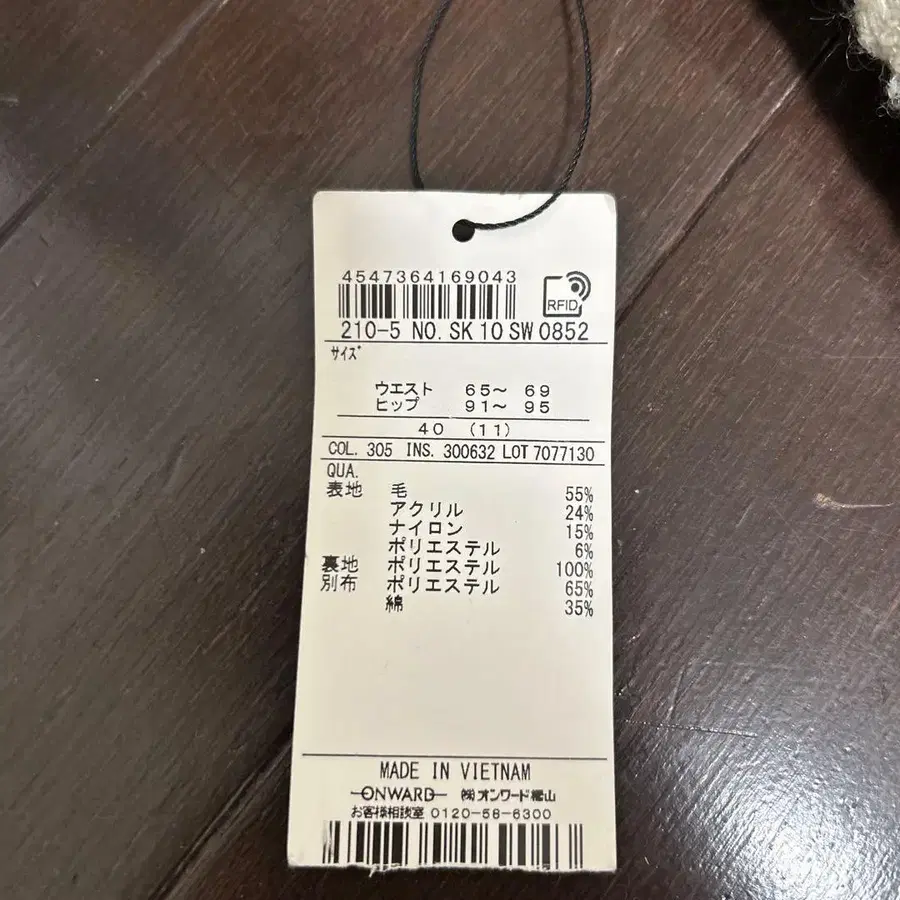 4547364169043
RFID
210-5 NO. SK10SW0852
サイズ
ウエスト 65～ 69
ヒップ 91～ 95
40 (11)
COL. 305 INS. 300632 LOT 7077130
QUA.
表地 毛 55%
アクリル 24%
ナイロン 15%
ポリエステル 6%
裏地 ポリエステル 100%
別布 ポリエステル 65%
綿 35%
MADE IN VIETNAM
ONWARD ㈱オンワード樫山
お客様相談室 0120-58-6300